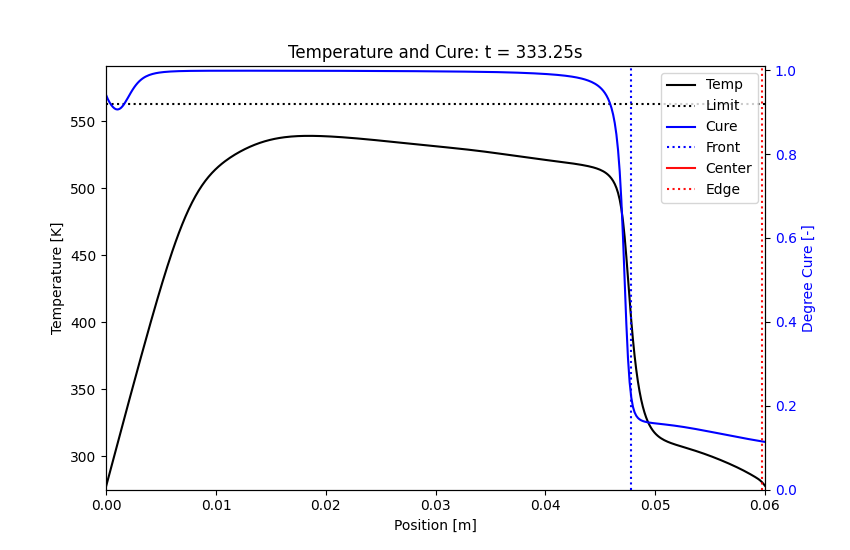 Temperature and Cure: t = 333.25s
Temperature [K]
550
500
450
400
350
300
Temp
Limit
Cure
Front
Center
Edge
1.0
0.8
0.6
0.4
0.2
0.0
Degree Cure [-]
0.00 0.01 0.02 0.03 0.04 0.05 0.06
Position [m]